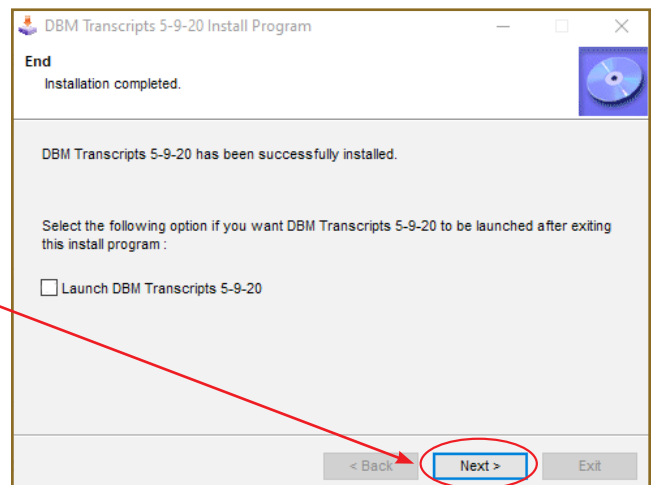 DBM Transcripts 5-9-20 Install Program
End
Installation completed.
DBM Transcripts 5-9-20 has been successfully installed.
Select the following option if you want DBM Transcripts 5-9-20 to be launched after exiting
this install program :
Launch DBM Transcripts 5-9-20
< Back Next > Exit